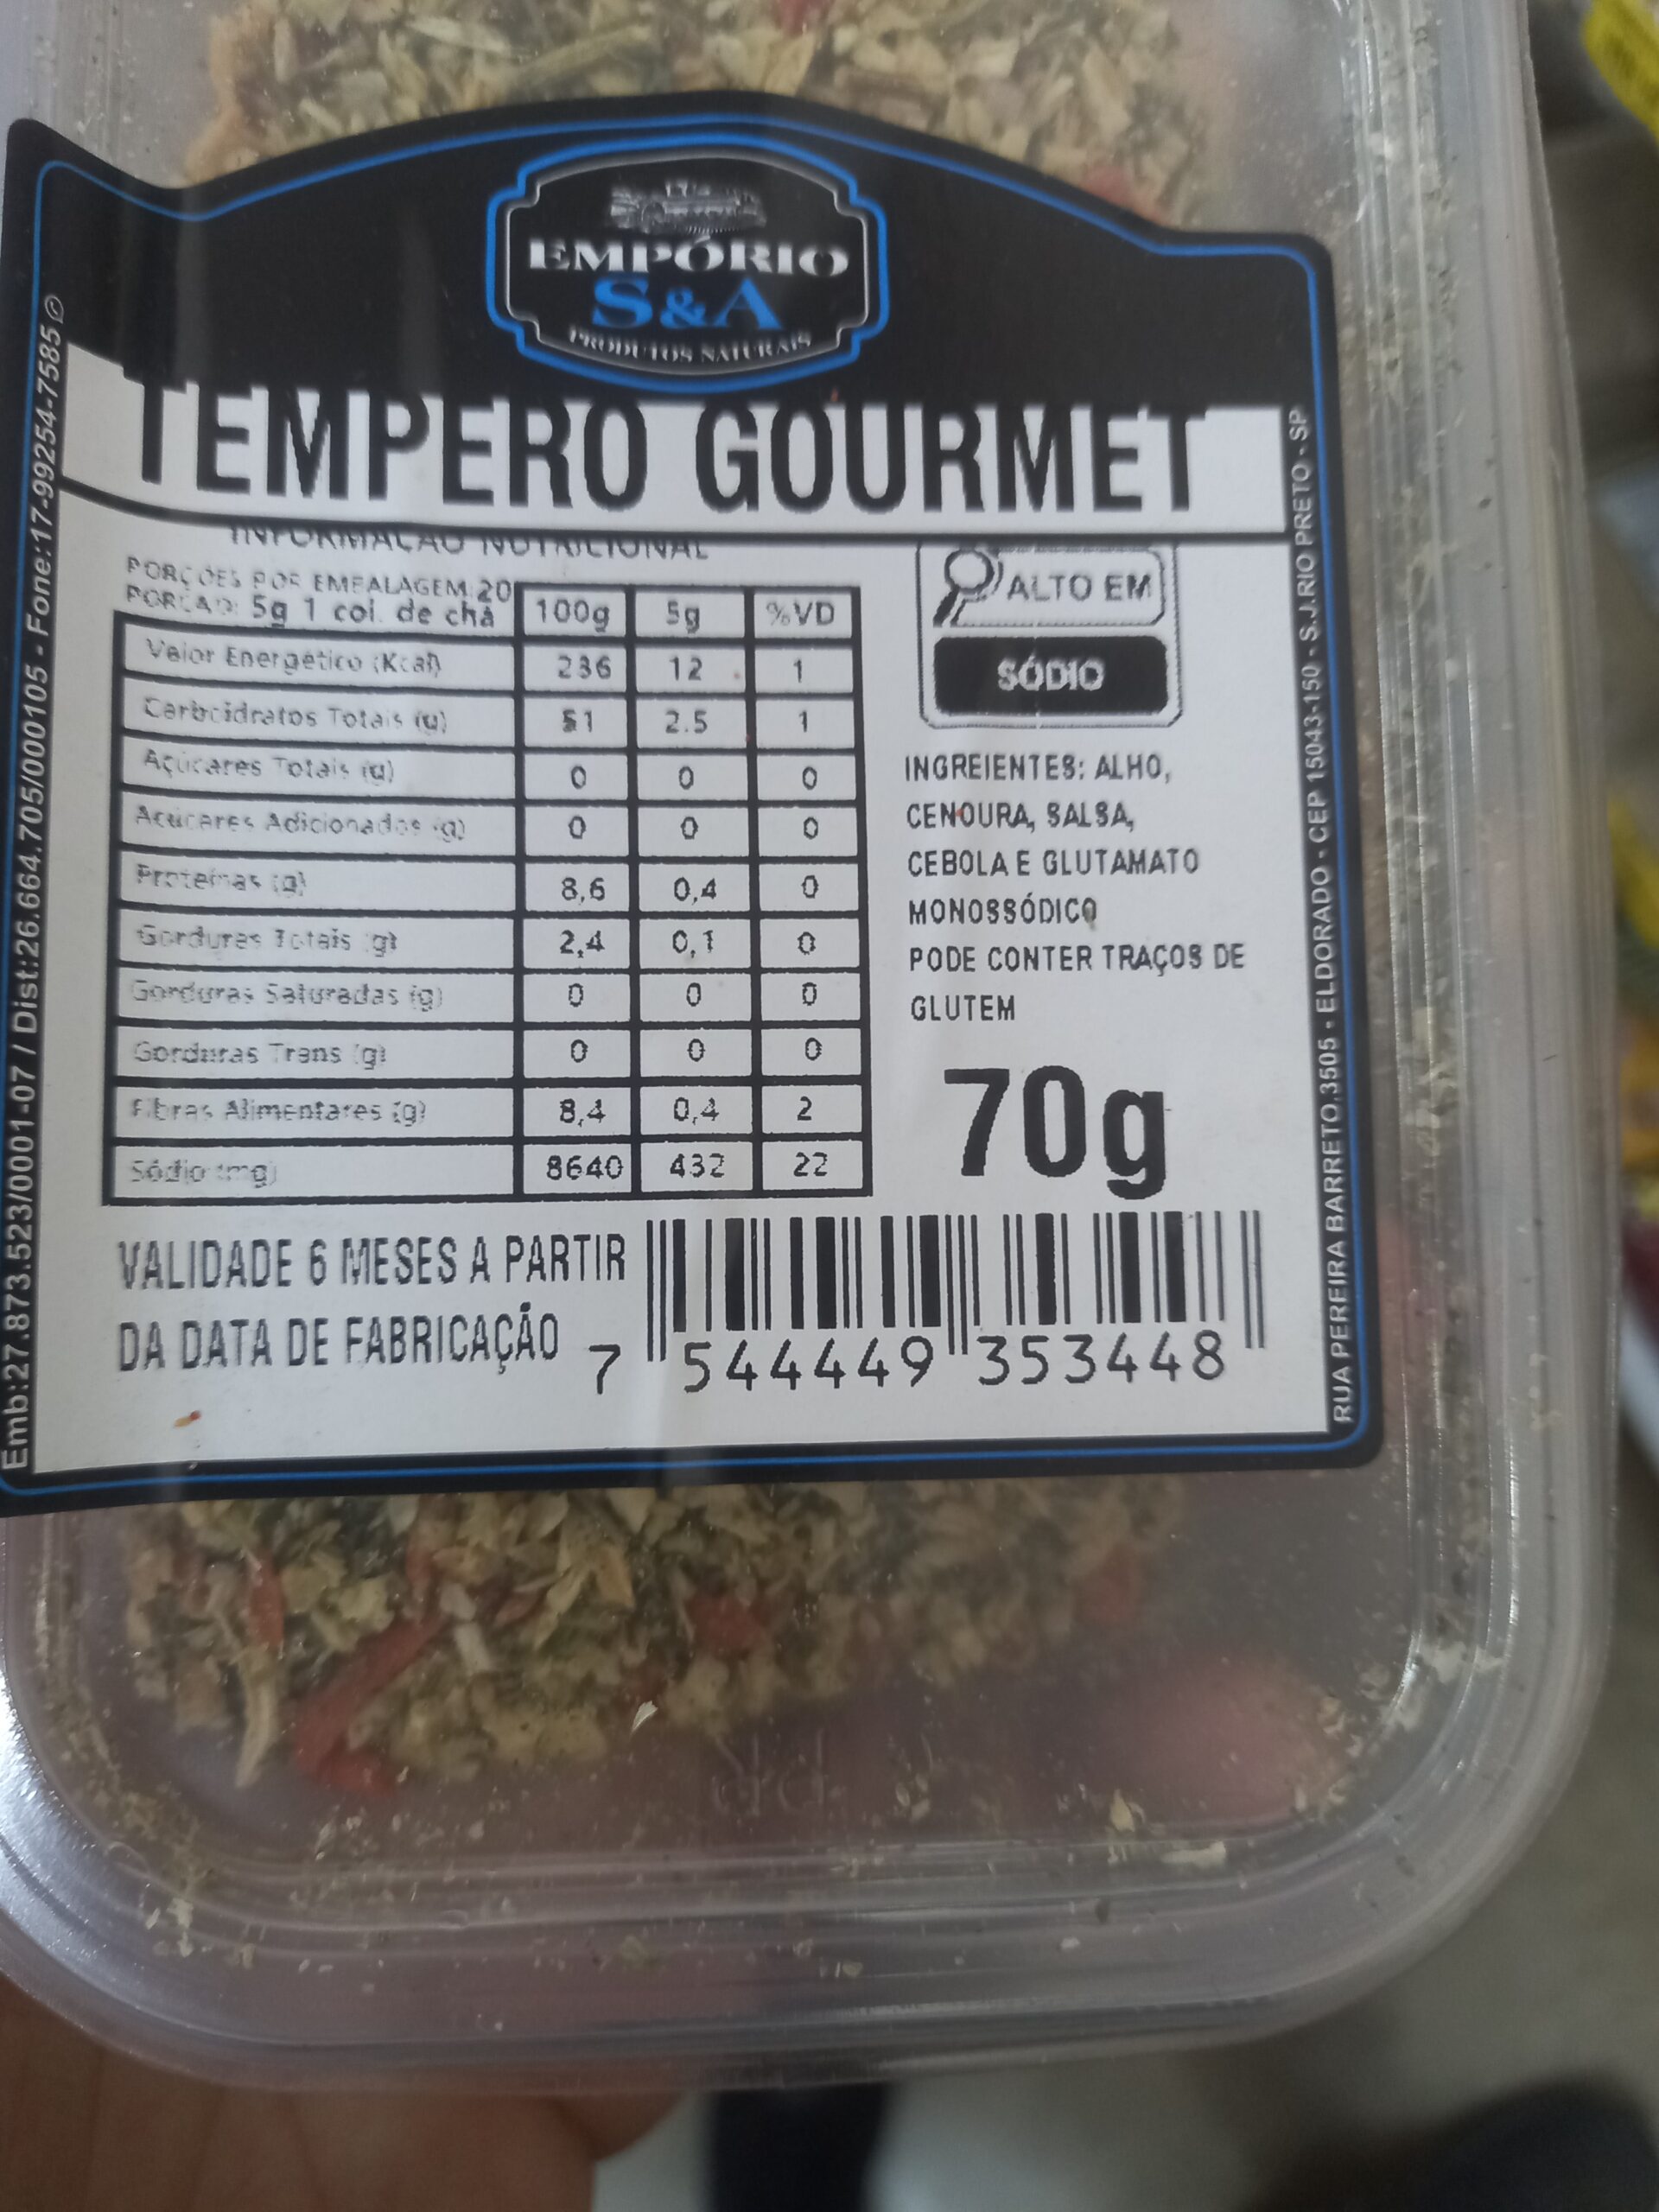 EMPÓRIO
S&A
PRODUTOS NATURAIS
TEMPERO GOURMET
INFORMAÇÃO NUTRICIONAL
PORÇÕES POR EMBALAGEM: 20
PORÇÃO: 5g 1 col. de chá
100g 5g %VD
Valor Energético (Kcal) 236 12 1
Carboidratos Totais (g) 51 2.5 1
Açúcares Totais (g) 0 0 0
Açúcares Adicionados (g) 0 0 0
Proteínas (g) 8,6 0,4 0
Gorduras Totais (g) 2,4 0,1 0
Gorduras Saturadas (g) 0 0 0
Gorduras Trans (g) 0 0 0
Fibras Alimentares (g) 8,4 0,4 2
Sódio (mg) 8640 432 22
ALTO EM
SÓDIO
INGREIENTES: ALHO,
CENOURA, SALSA,
CEBOLA E GLUTAMATO
MONOSSÓDICO
PODE CONTER TRAÇOS DE
GLUTEM
70g
VALIDADE 6 MESES A PARTIR
DA DATA DE FABRICAÇÃO
7 544449 353448
Emb:27.873.523/0001-07 / Dist:26.664.705/000105 - Fone:17-99254-7585 ©
RUA PEREIRA BARRETO,3505 - ELDORADO - CEP 15043-150 - S.J.RIO PRETO - SP